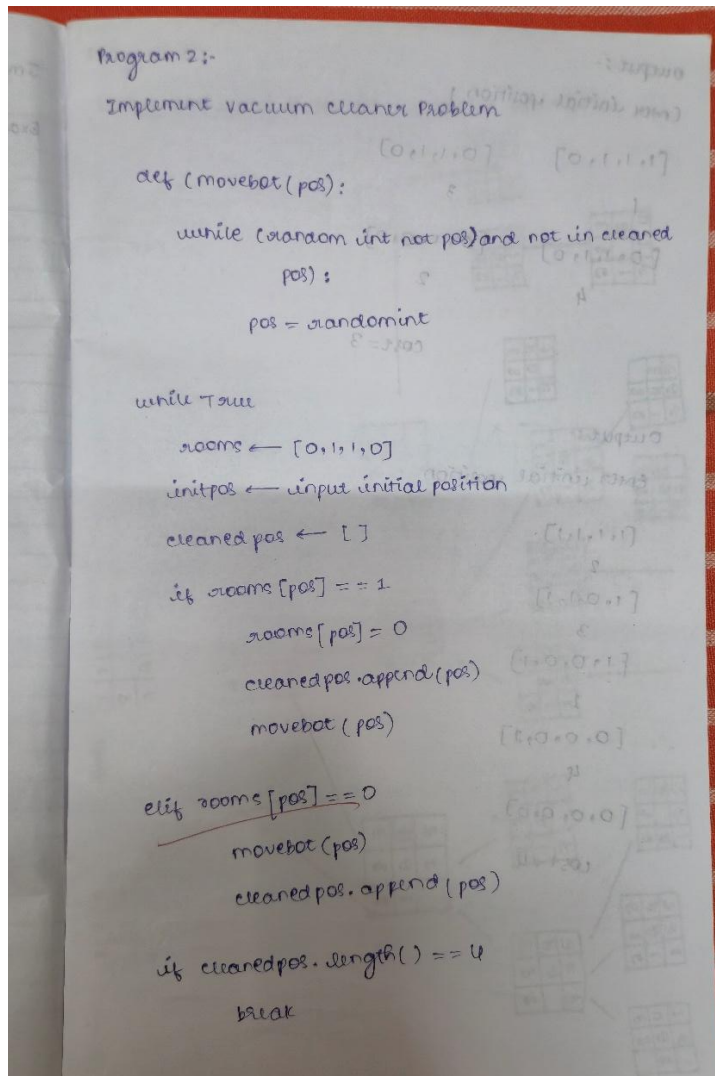 Program 2:-
Implement vacuum cleaner Problem
def (movebot (pos):
while (random int not pos) and not in cleaned
pos) :
pos = randomint
while True
rooms ← [0,1,1,0]
initpos ← input initial position
cleaned pos ← [ ]
if rooms [pos] == 1
rooms [pos] = 0
cleanedpos.append(pos)
movebot (pos)
elif rooms [pos] == 0
movebot (pos)
cleanedpos.append (pos)
if cleanedpos.length() == 4
break